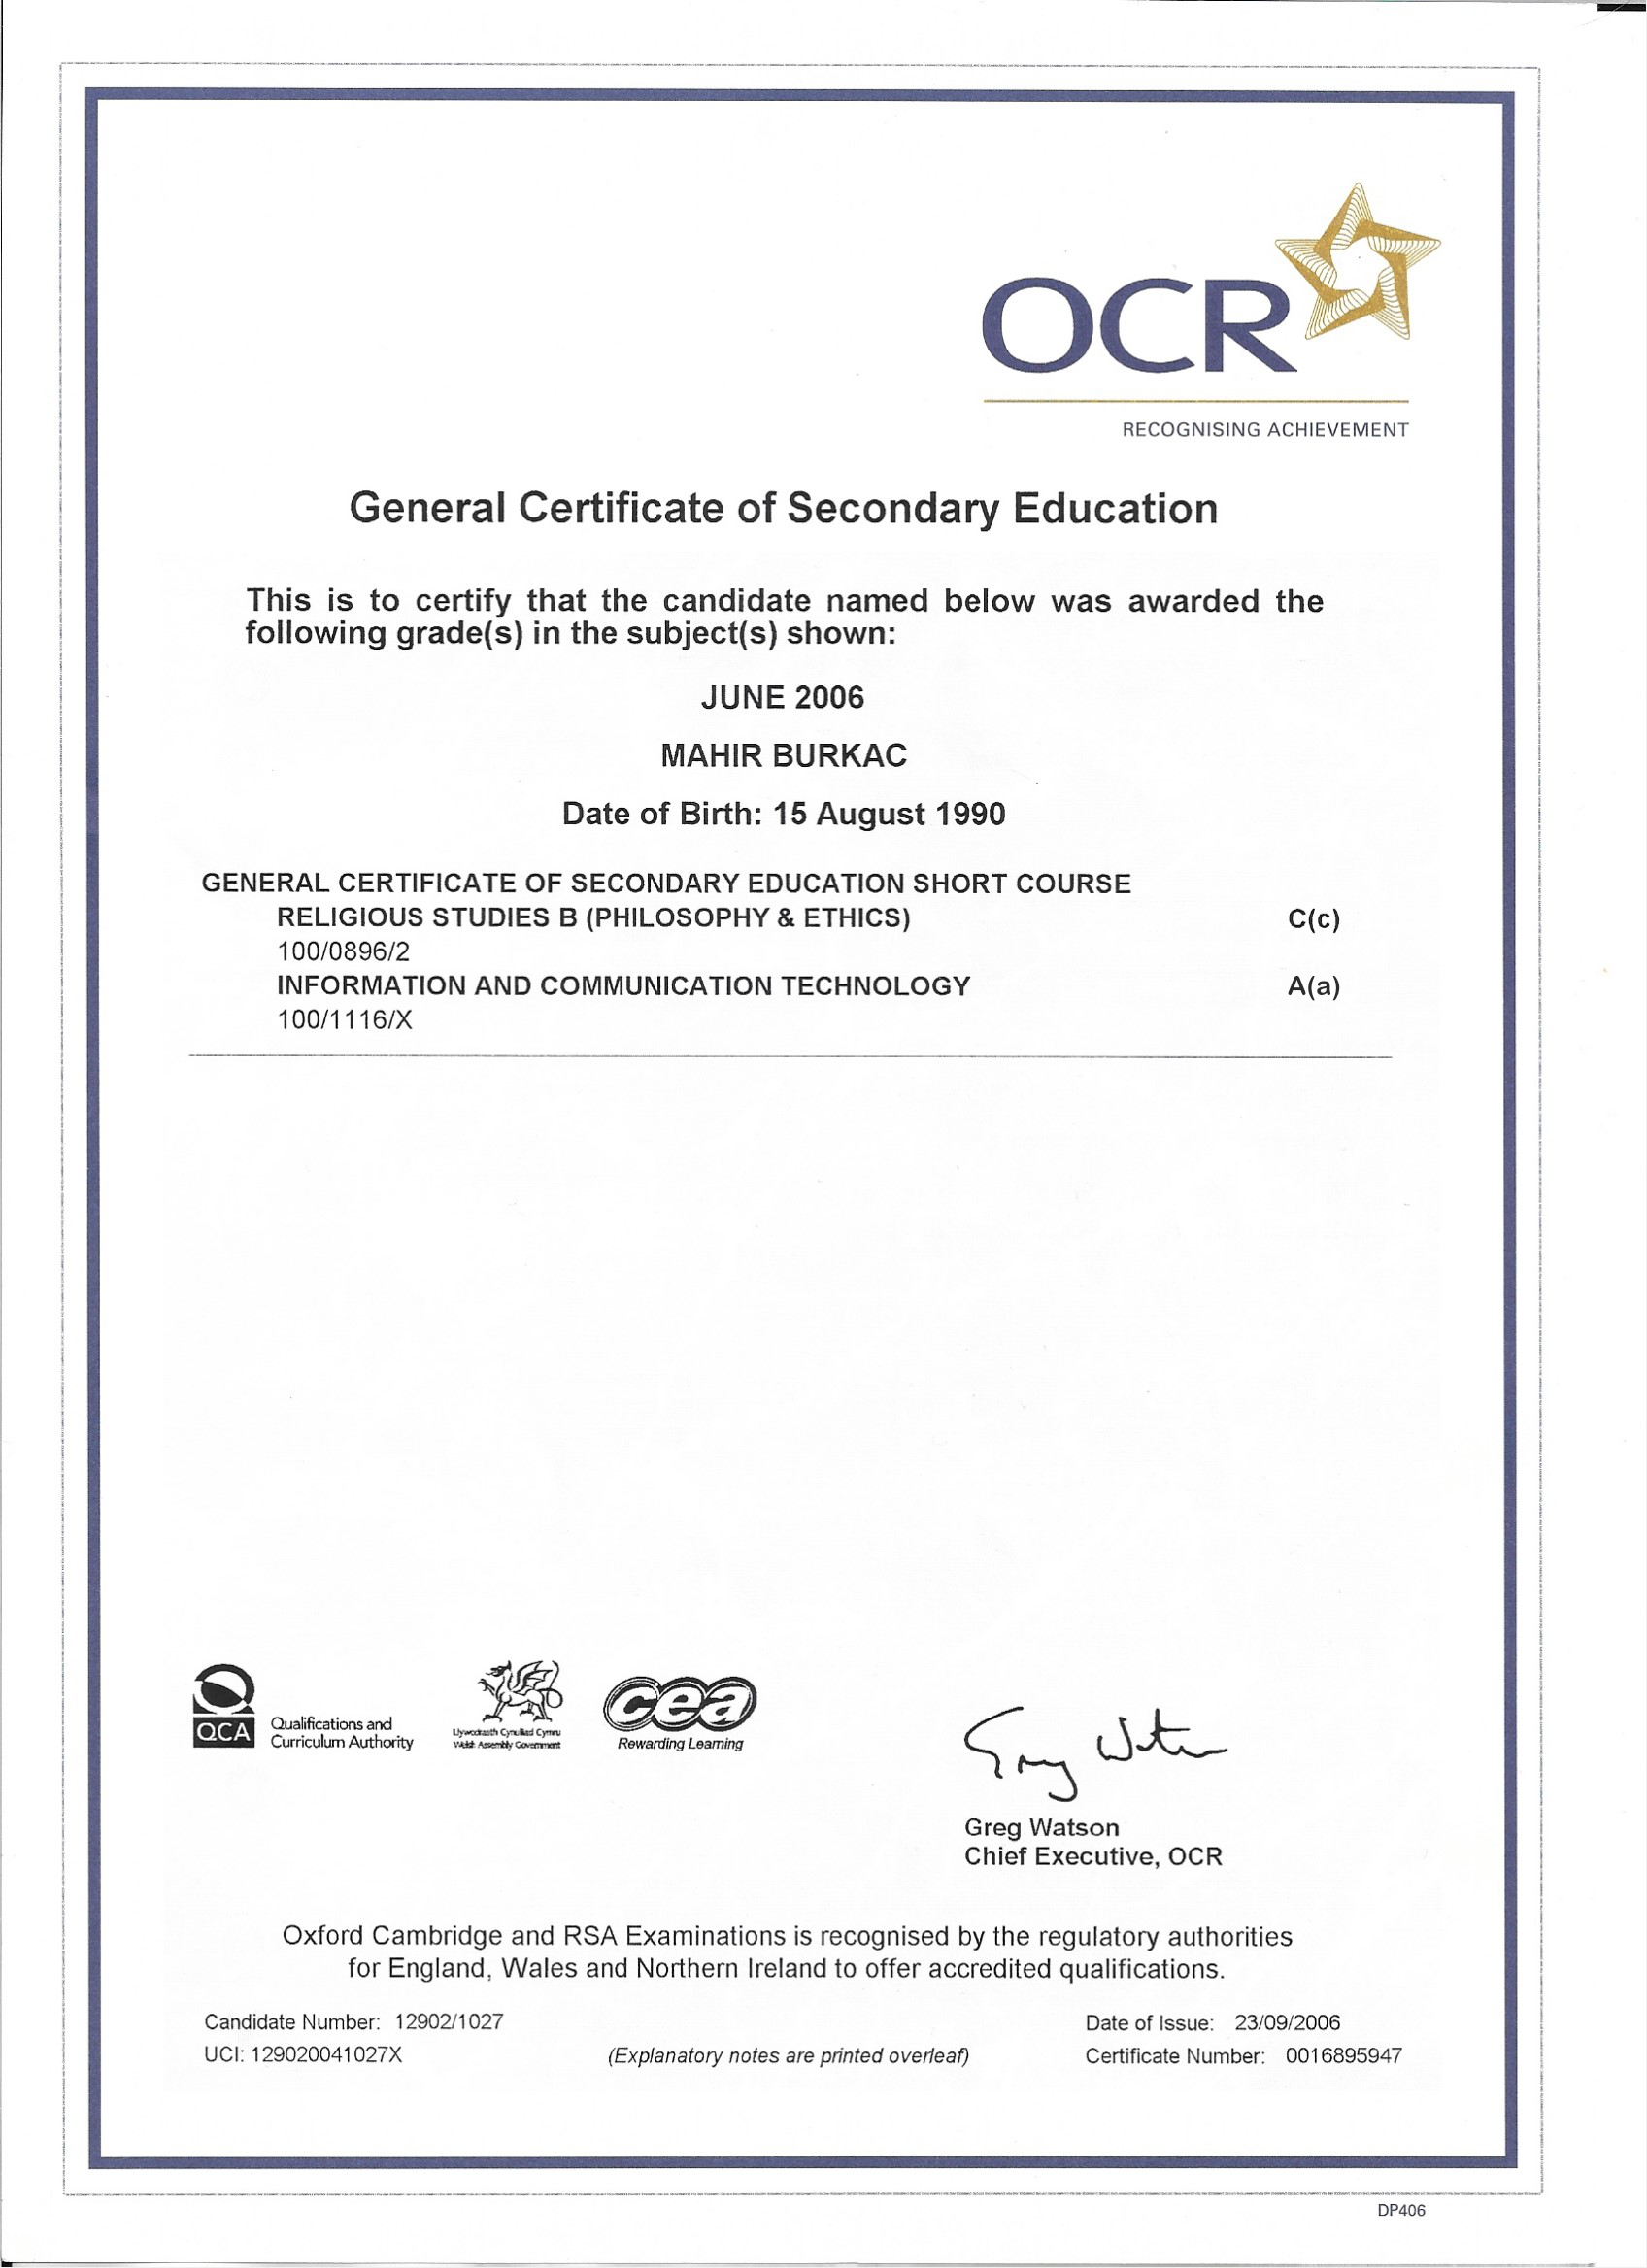 OCR
RECOGNISING ACHIEVEMENT
General Certificate of Secondary Education
This is to certify that the candidate named below was awarded the
following grade(s) in the subject(s) shown:
JUNE 2006
MAHIR BURKAC
Date of Birth: 15 August 1990
GENERAL CERTIFICATE OF SECONDARY EDUCATION SHORT COURSE
RELIGIOUS STUDIES B (PHILOSOPHY & ETHICS) C(c)
100/0896/2
INFORMATION AND COMMUNICATION TECHNOLOGY A(a)
100/1116/X
QCA
Qualifications and
Curriculum Authority
Llywodraeth Cynulliad Cymru
Welsh Assembly Government
cea
Rewarding Learning
Greg Watson
Greg Watson
Chief Executive, OCR
Oxford Cambridge and RSA Examinations is recognised by the regulatory authorities
for England, Wales and Northern Ireland to offer accredited qualifications.
Candidate Number: 12902/1027
UCI: 129020041027X
(Explanatory notes are printed overleaf)
Date of Issue: 23/09/2006
Certificate Number: 0016895947
DP406